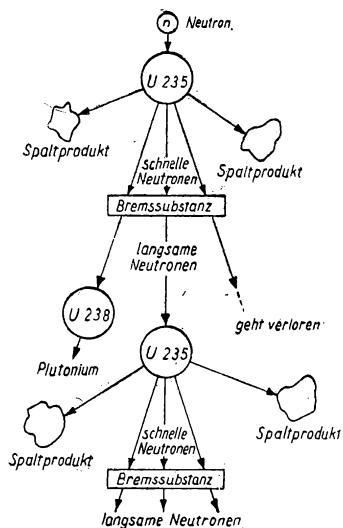 n Neutron.
U 235
Spaltprodukt
schnelle
Neutronen
Spaltprodukt
Bremssubstanz
langsame
Neutronen
U 238
geht verloren
U 235
Plutonium
schnelle
Neutronen
Spaltprodukt
Spaltprodukt
Bremssubstanz
langsame Neutronen